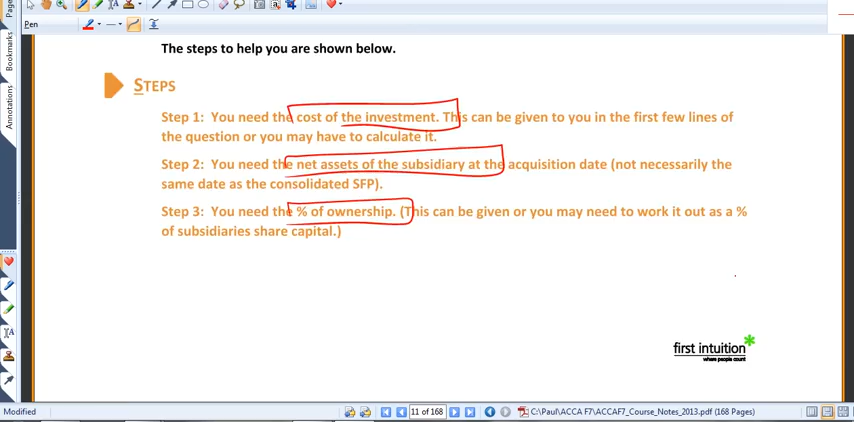 Pages
Bookmarks
Annotations
Pen
The steps to help you are shown below.
STEPS
Step 1: You need the cost of the investment. This can be given to you in the first few lines of
the question or you may have to calculate it.
Step 2: You need the net assets of the subsidiary at the acquisition date (not necessarily the
same date as the consolidated SFP).
Step 3: You need the % of ownership. (This can be given or you may need to work it out as a %
of subsidiaries share capital.)
first intuition
where people count
Modified
11 of 168
C:\Paul\ACCA F7\ACCAF7_Course_Notes_2013.pdf (168 Pages)